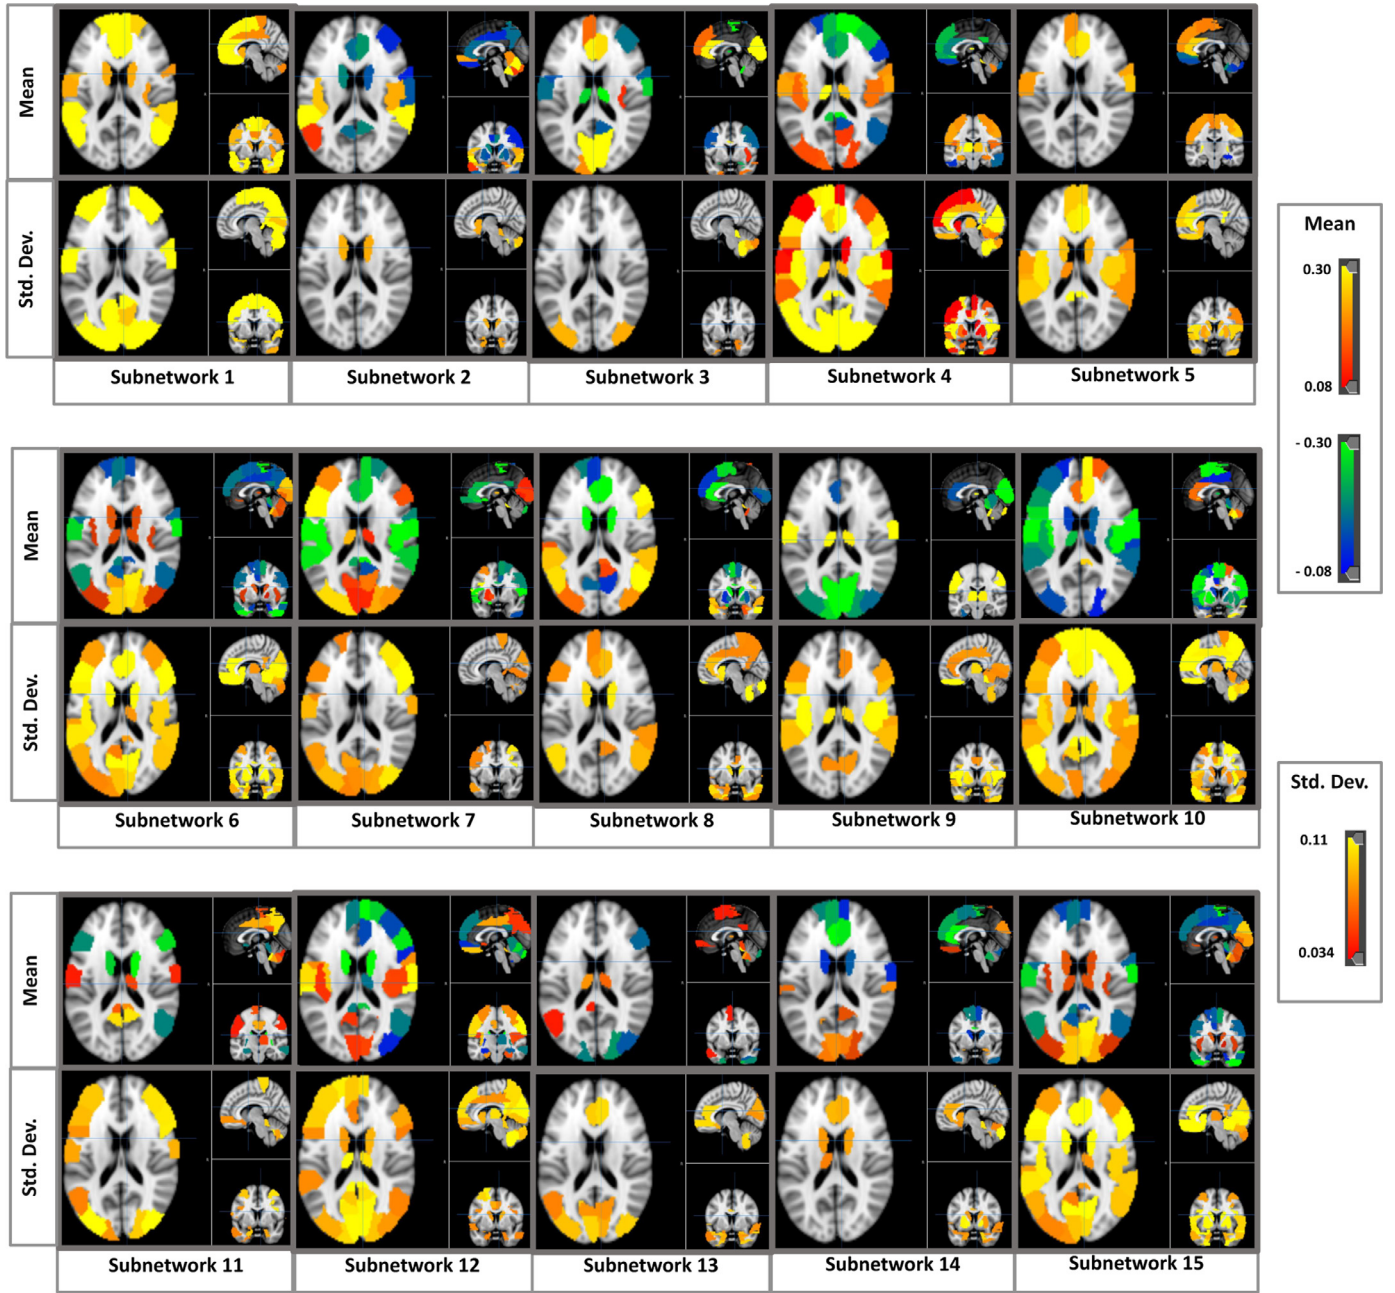 Mean
Std. Dev.
Subnetwork 1
Subnetwork 2
Subnetwork 3
Subnetwork 4
Subnetwork 5
Mean
0.30
0.08
- 0.30
- 0.08
Mean
Std. Dev.
Subnetwork 6
Subnetwork 7
Subnetwork 8
Subnetwork 9
Subnetwork 10
Std. Dev.
0.11
0.034
Mean
Std. Dev.
Subnetwork 11
Subnetwork 12
Subnetwork 13
Subnetwork 14
Subnetwork 15